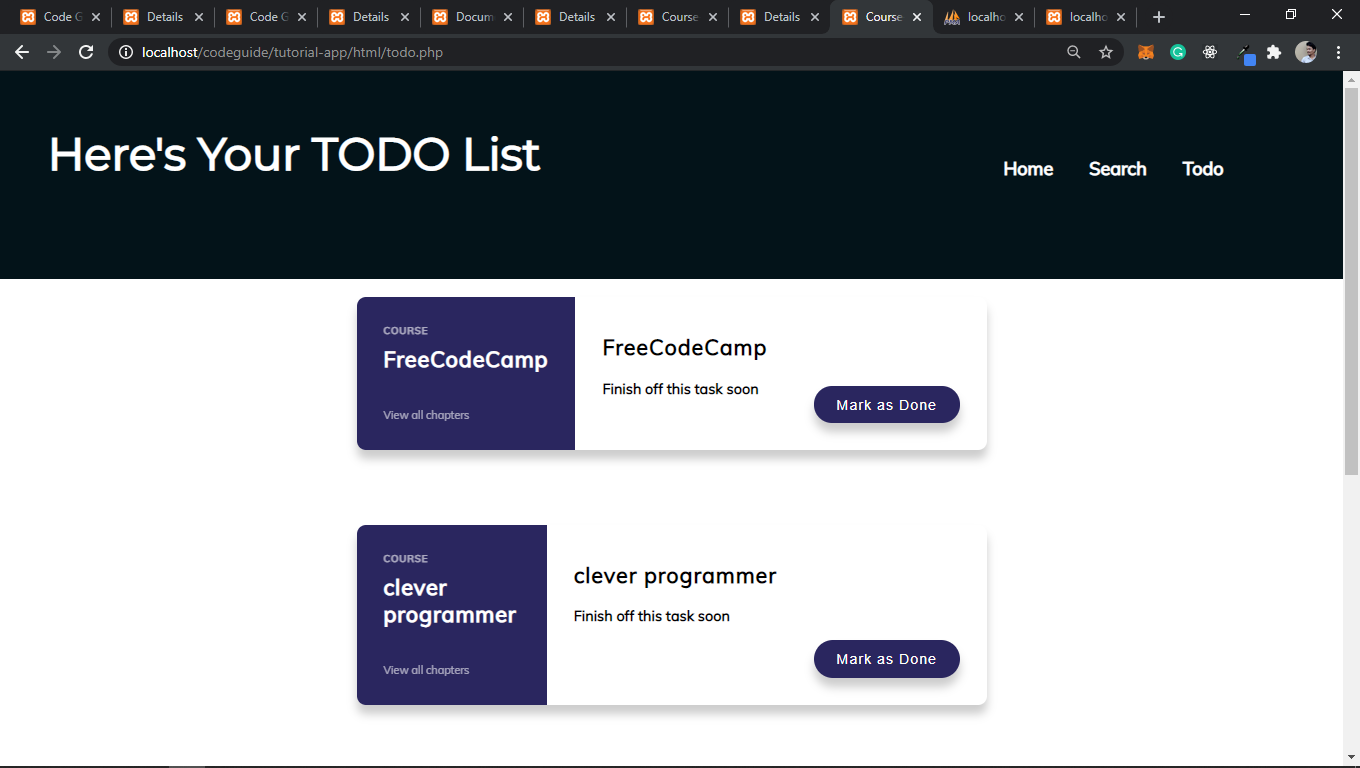 Code G
Details
Code G
Details
Docum
Details
Course
Details
Course
localho
localho
localhost/codeguide/tutorial-app/html/todo.php
Here's Your TODO List
Home Search Todo
COURSE
FreeCodeCamp
View all chapters
FreeCodeCamp
Finish off this task soon
Mark as Done
COURSE
clever
programmer
View all chapters
clever programmer
Finish off this task soon
Mark as Done